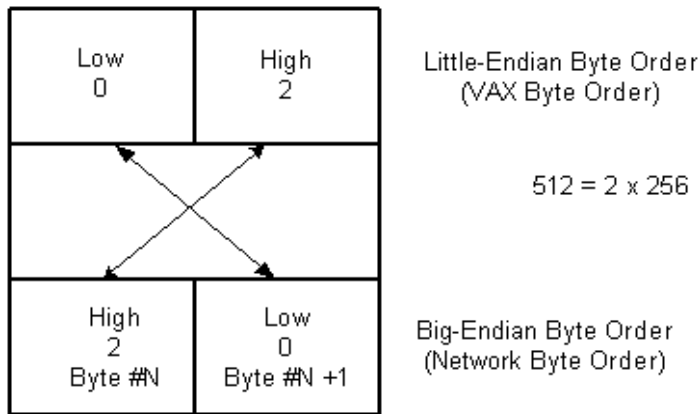 Low
0
High
2
Little-Endian Byte Order
(VAX Byte Order)
512 = 2 x 256
High
2
Byte #N
Low
0
Byte #N +1
Big-Endian Byte Order
(Network Byte Order)